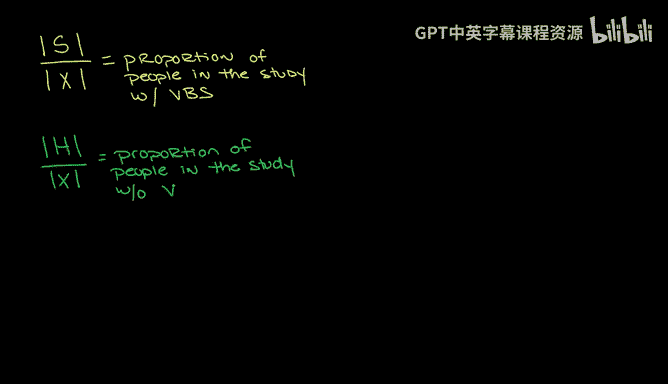 GPT中英字幕课程资源 bilibili
|S|
|X|
= proportion of
people in the study
w/ VBS
|H|
|X|
= proportion of
people in the study
w/o V